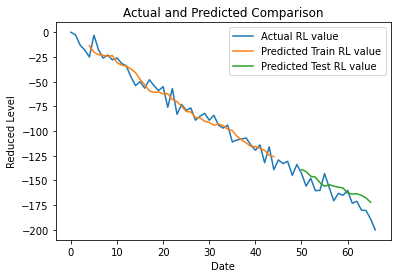 Actual and Predicted Comparison
Actual RL value
Predicted Train RL value
Predicted Test RL value
Reduced Level
0
−25
−50
−75
−100
−125
−150
−175
−200
0 10 20 30 40 50 60
Date